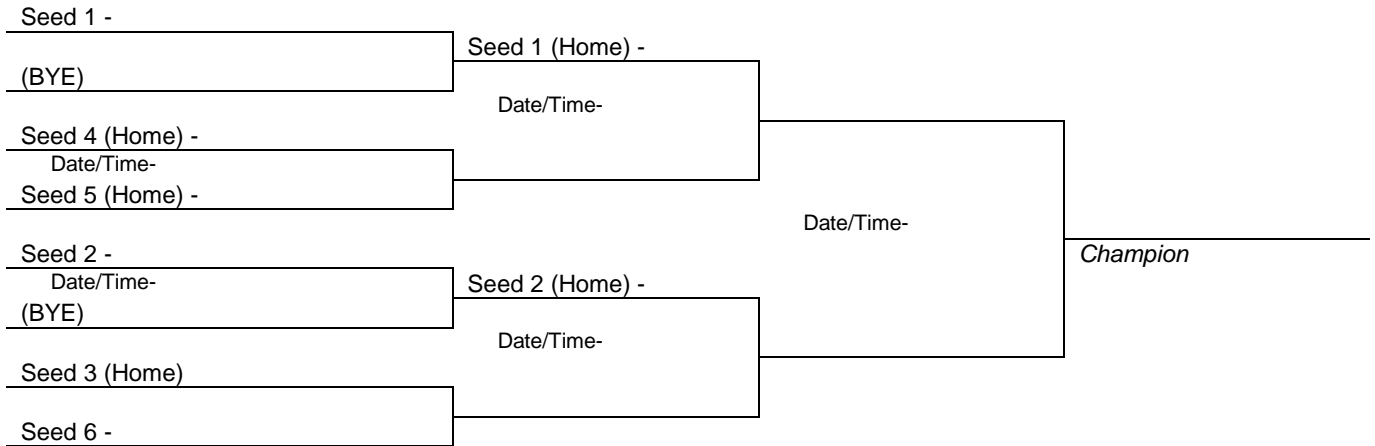 Seed 1 -
Seed 1 (Home) -
(BYE)
Date/Time-
Seed 4 (Home) -
Date/Time-
Seed 5 (Home) -
Date/Time-
Seed 2 -
Champion
Date/Time-
Seed 2 (Home) -
(BYE)
Date/Time-
Seed 3 (Home)
Seed 6 -